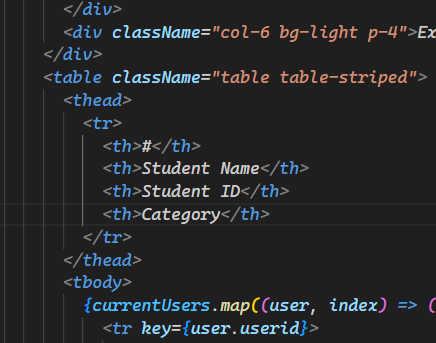 </div>
<div className="col-6 bg-light p-4">Ex
</div>
<table className="table table-striped">
<thead>
<tr>
<th>#</th>
<th>Student Name</th>
<th>Student ID</th>
<th>Category</th>
</tr>
</thead>
<tbody>
{currentUsers.map((user, index) => (
<tr key={user.userid}>